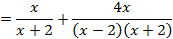 = x/(x + 2) + 4x/((x − 2)(x + 2))